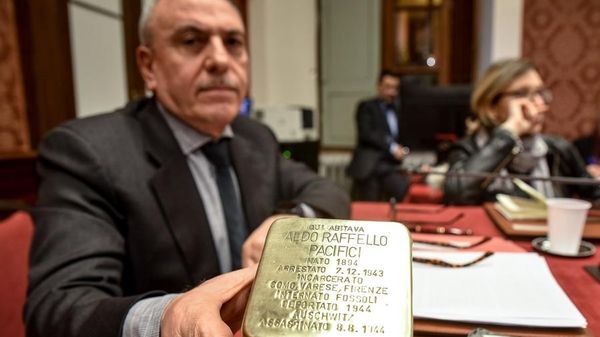 QUI ABITAVA
ALDO RAFFELLO
PACIFICI
NATO 1894
ARRESTATO 7.12.1943
INCARCERATO
COMO, VARESE, FIRENZE
INTERNATO FOSSOLI
DEPORTATO 1944
AUSCHWITZ
ASSASSINATO 8.8.1944